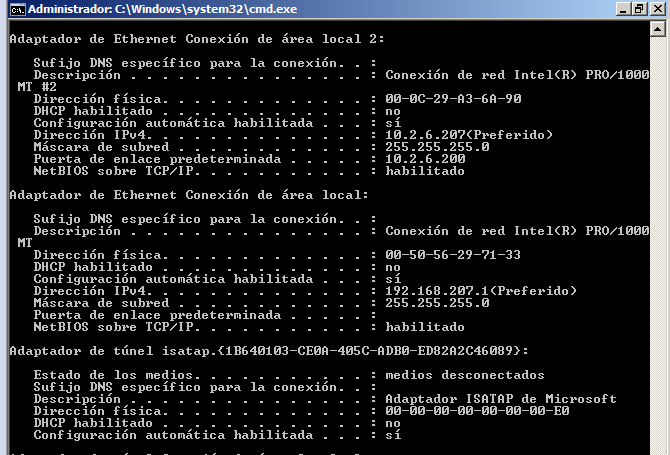 Administrador: C:\Windows\system32\cmd.exe
Adaptador de Ethernet Conexión de área local 2:
Sufijo DNS específico para la conexión. . :
Descripción . . . . . . . . . . . . . . . : Conexión de red Intel(R) PRO/1000
MT #2
Dirección física. . . . . . . . . . . . . : 00-0C-29-A3-6A-90
DHCP habilitado . . . . . . . . . . . . . : no
Configuración automática habilitada . . . : sí
Dirección IPv4. . . . . . . . . . . . . . : 10.2.6.207(Preferido)
Máscara de subred . . . . . . . . . . . . : 255.255.255.0
Puerta de enlace predeterminada . . . . . : 10.2.6.200
NetBIOS sobre TCP/IP. . . . . . . . . . . : habilitado
Adaptador de Ethernet Conexión de área local:
Sufijo DNS específico para la conexión. . :
Descripción . . . . . . . . . . . . . . . : Conexión de red Intel(R) PRO/1000
MT
Dirección física. . . . . . . . . . . . . : 00-50-56-29-71-33
DHCP habilitado . . . . . . . . . . . . . : no
Configuración automática habilitada . . . : sí
Dirección IPv4. . . . . . . . . . . . . . : 192.168.207.1(Preferido)
Máscara de subred . . . . . . . . . . . . : 255.255.255.0
Puerta de enlace predeterminada . . . . . :
NetBIOS sobre TCP/IP. . . . . . . . . . . : habilitado
Adaptador de túnel isatap.{1B640103-CE0A-405C-ADB0-ED82A2C46089}:
Estado de los medios. . . . . . . . . . . : medios desconectados
Sufijo DNS específico para la conexión. . :
Descripción . . . . . . . . . . . . . . . : Adaptador ISATAP de Microsoft
Dirección física. . . . . . . . . . . . . : 00-00-00-00-00-00-00-E0
DHCP habilitado . . . . . . . . . . . . . : no
Configuración automática habilitada . . . : sí